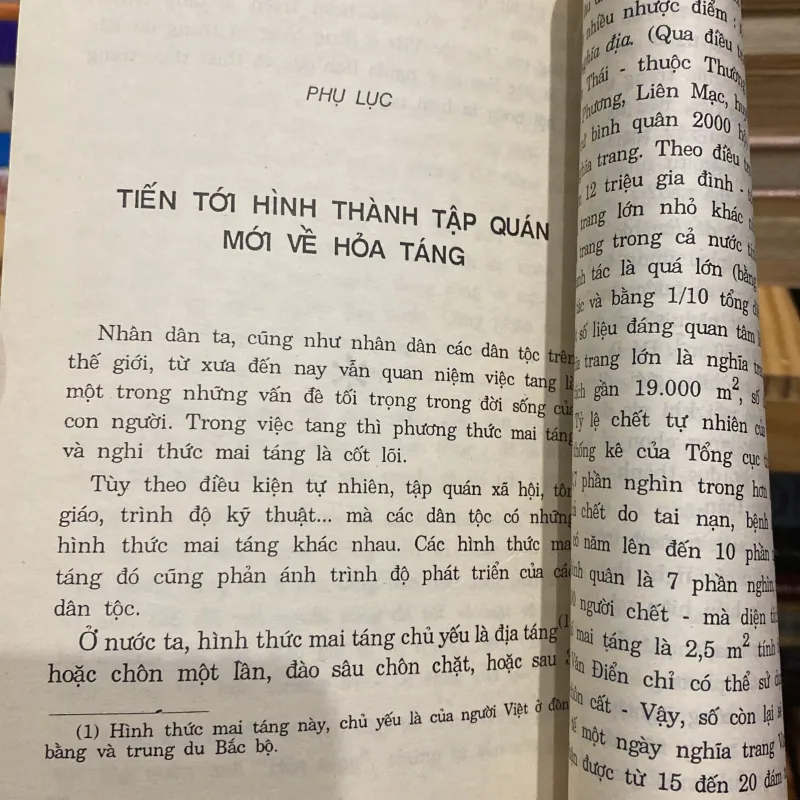 PHỤ LỤC
TIẾN TỚI HÌNH THÀNH TẬP QUÁN
MỚI VỀ HỎA TÁNG
Nhân dân ta, cũng như nhân dân các dân tộc trên
thế giới, từ xưa đến nay vẫn quan niệm việc tang là
một trong những vấn đê tối trọng trong đời sống của
con người. Trong việc tang thì phương thức mai táng
và nghi thức mai táng là cốt lõi.
Tùy theo điều kiện tự nhiên, tập quán xã hội, tôn
giáo, trình độ kỹ thuật... mà các dân tộc có những
hình thức mai táng khác nhau. Các hình thức mai
táng đó cũng phản ánh trình độ phát triển của các
dân tộc.
Ở nước ta, hình thức mai táng chủ yếu là địa táng(1)
hoặc chôn một lần, đào sâu chôn chặt, hoặc sau
(1) Hình thức mai táng này, chủ yếu là của người Việt ở đồng
bằng và trung du Bắc bộ.
nhiều nhược điểm :
địa. (Qua điều
Thái - thuộc Thường
Phương, Liên Mạc,
bình quân 2000
trang. Theo điều
12 triệu gia đình -
trang lớn nhỏ khác
trang trong cả nước
tác là quá lớn (bằng
và bằng 1/10 tổng
số liệu đáng quan tâm
trang lớn là nghĩa
gần 19.000 m², số
Tỷ lệ chết tự nhiên của
thống kê của Tổng cục
phần nghìn trong hơn
chết do tai nạn, bệnh
năm lên đến 10 phần
quân là 7 phần nghìn
người chết - mà diện
mai táng là 2,5 m² tính
Điển chỉ có thể sử
cất - Vậy, số còn lại
một ngày nghĩa trang
được từ 15 đến 20 đám